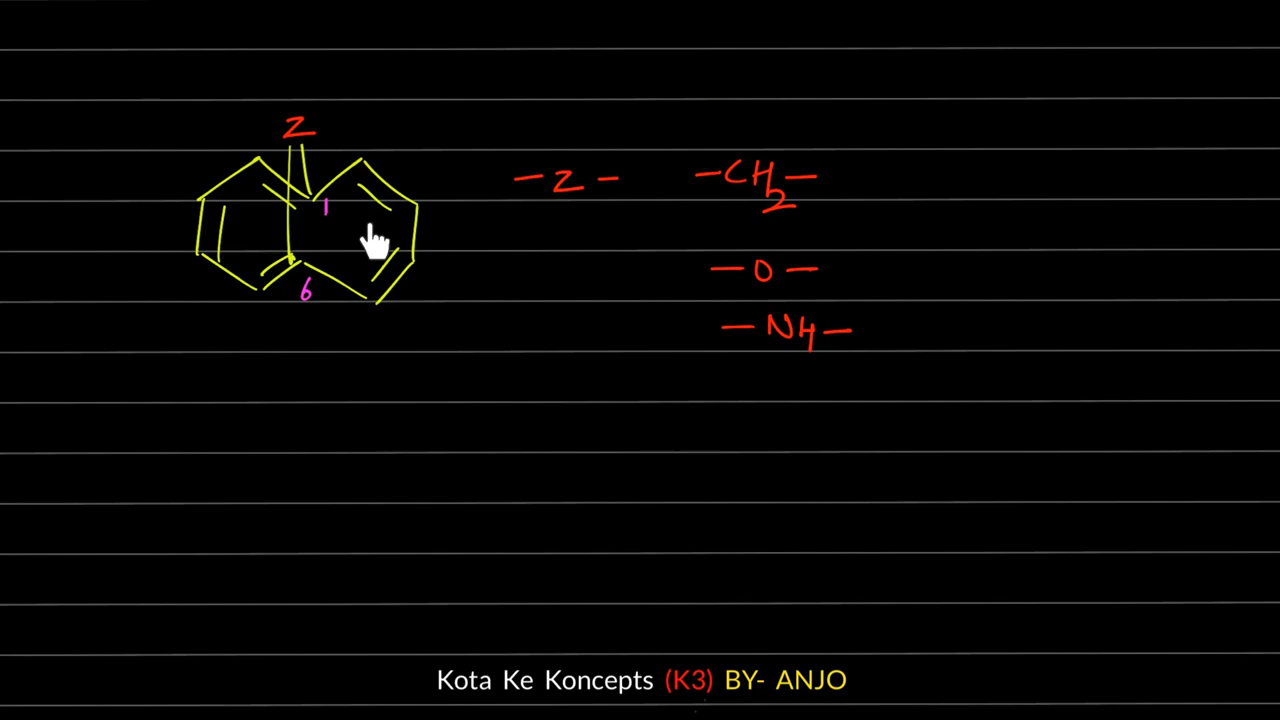 Z
1
6
– Z – – CH2 –
– O –
– NH –
Kota Ke Koncepts (K3) BY- ANJO